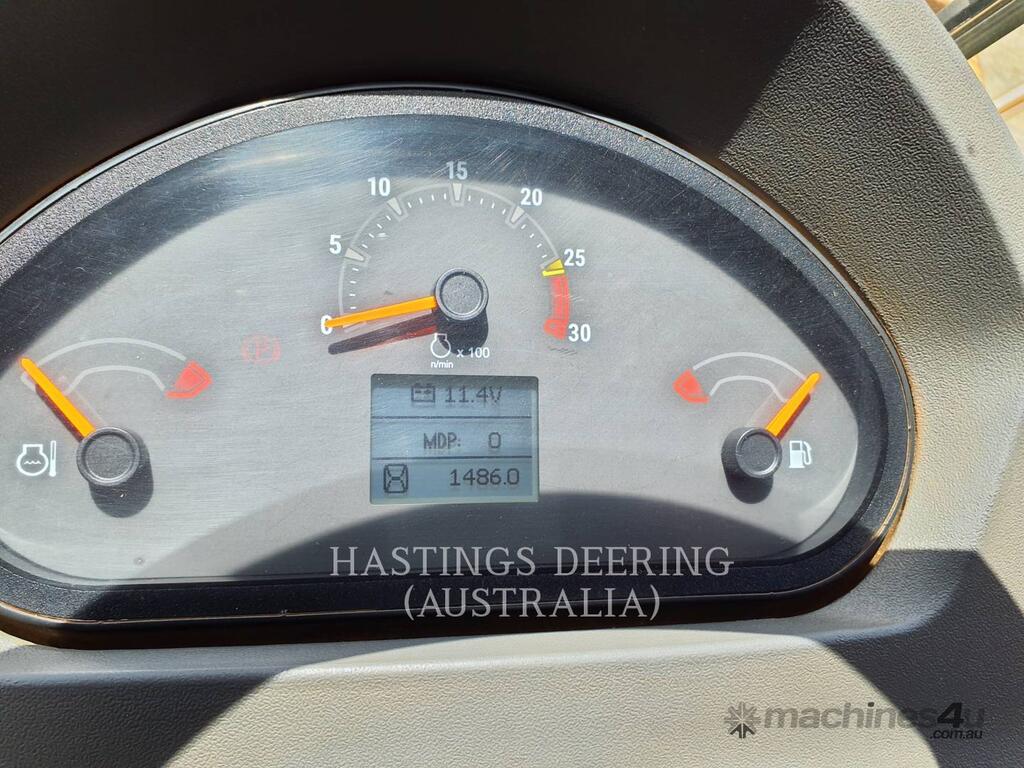 15
10
20
5
25
0
30
x 100
n/min
(P)
11.4V
MDP: 0
1486.0
HASTINGS DEERING
(AUSTRALIA)
machines4u
.com.au